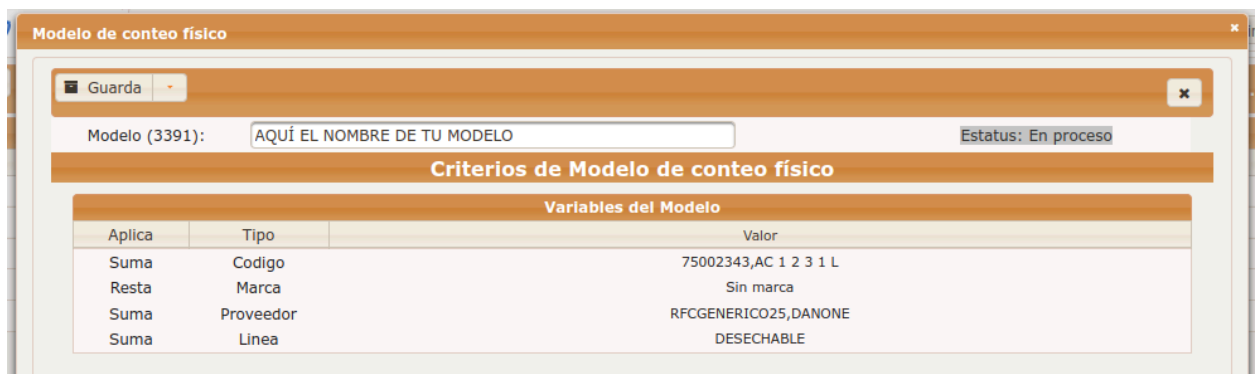 Modelo de conteo físico
Guarda
Modelo (3391): AQUÍ EL NOMBRE DE TU MODELO Estatus: En proceso
Criterios de Modelo de conteo físico
Variables del Modelo
Aplica Tipo Valor
Suma Codigo 75002343,AC 1 2 3 1 L
Resta Marca Sin marca
Suma Proveedor RFCGENERICO25,DANONE
Suma Linea DESECHABLE